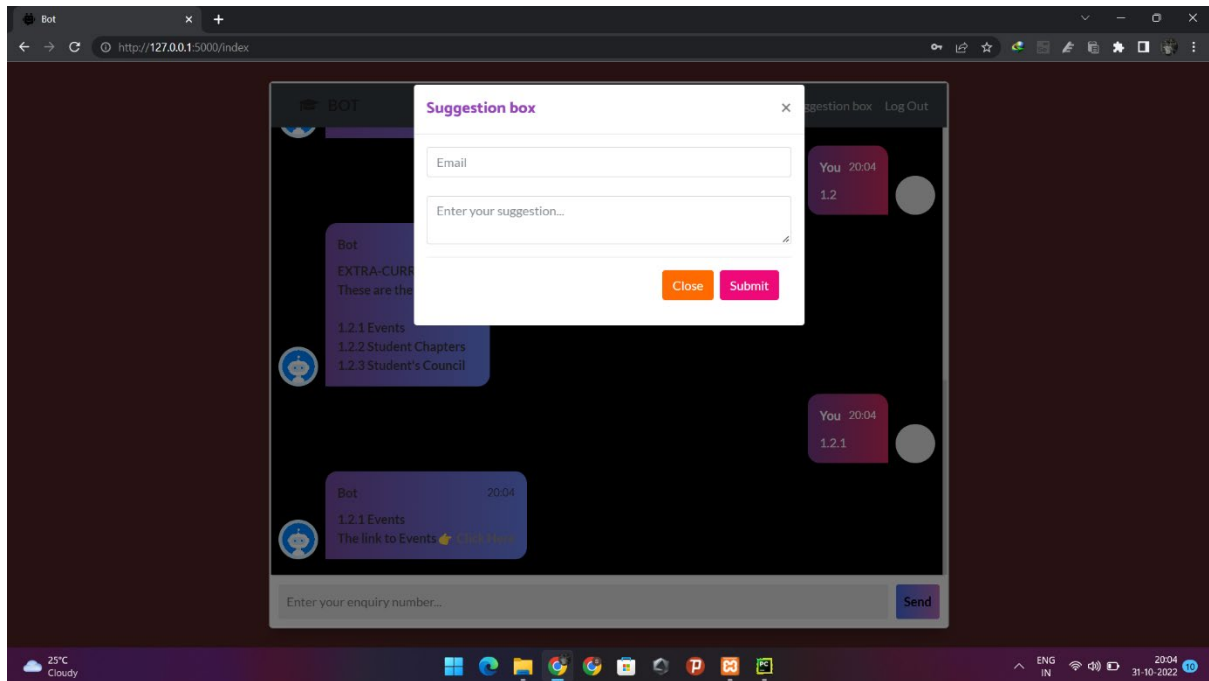 Bot
http://127.0.0.1:5000/index
BOT
Suggestion box
ggestion box Log Out
Email
Enter your suggestion...
Close Submit
You 20:04
1.2
Bot
EXTRA-CURR
These are the
1.2.1 Events
1.2.2 Student Chapters
1.2.3 Student's Council
You 20:04
1.2.1
Bot 20:04
1.2.1 Events
The link to Events👉 Click Here
Enter your enquiry number...
Send
25°C
Cloudy
PC
ENG
IN
20:04
31-10-2022
10